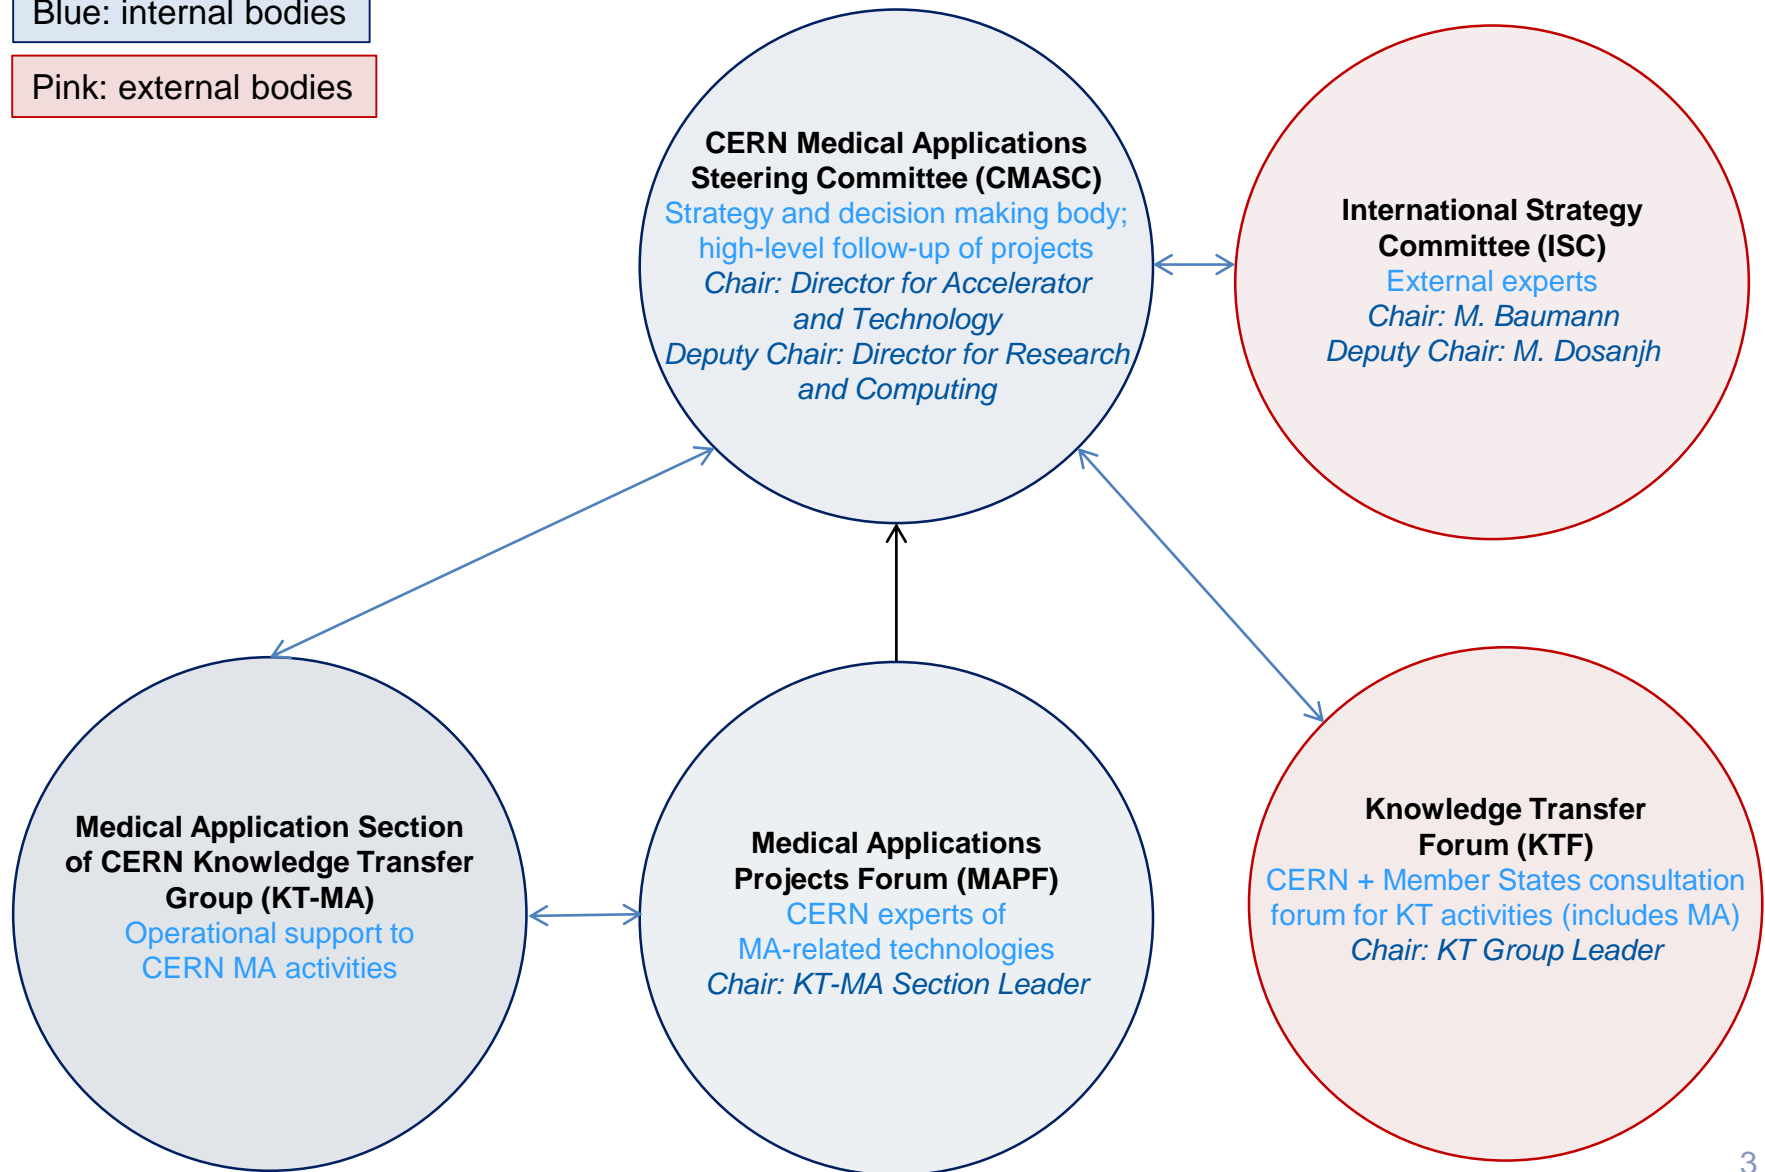 Blue: internal bodies
Pink: external bodies
CERN Medical Applications
Steering Committee (CMASC)
Strategy and decision making body;
high-level follow-up of projects
Chair: Director for Accelerator
and Technology
Deputy Chair: Director for Research
and Computing
International Strategy
Committee (ISC)
External experts
Chair: M. Baumann
Deputy Chair: M. Dosanjh
Medical Application Section
of CERN Knowledge Transfer
Group (KT-MA)
Operational support to
CERN MA activities
Medical Applications
Projects Forum (MAPF)
CERN experts of
MA-related technologies
Chair: KT-MA Section Leader
Knowledge Transfer
Forum (KTF)
CERN + Member States consultation
forum for KT activities (includes MA)
Chair: KT Group Leader
3